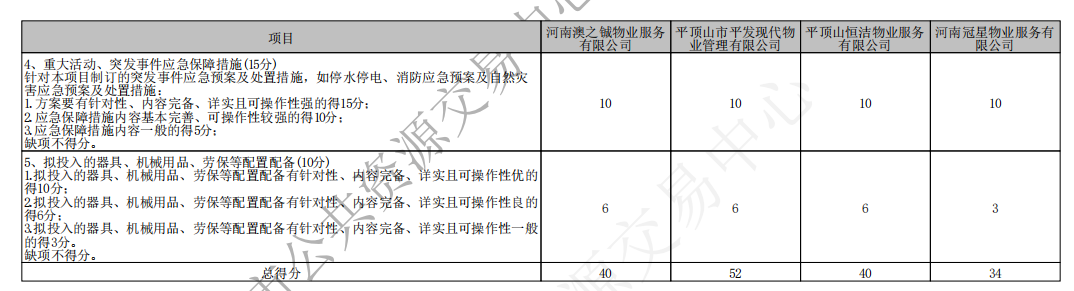 项目
河南澳之铖物业服务有限公司
平顶山市平发现代物业管理有限公司
平顶山恒洁物业服务有限公司
河南冠星物业服务有限公司
4、重大活动、突发事件应急保障措施(15分)
针对本项目制订的突发事件应急预案及处置措施，如停水停电、消防应急预案及自然灾
害应急预案及处置措施：
1.方案要有针对性、内容完备、详实且可操作性强的得15分；
2.应急保障措施内容基本完善、可操作性较强的得10分；
3.应急保障措施内容一般的得5分；
缺项不得分。
10
10
10
10
5、拟投入的器具、机械用品、劳保等配置配备(10分)
1.拟投入的器具、机械用品、劳保等配置配备有针对性、内容完备、详实且可操作性优的
得10分；
2.拟投入的器具、机械用品、劳保等配置配备有针对性、内容完备、详实且可操作性良的
得6分；
3.拟投入的器具、机械用品、劳保等配置配备有针对性、内容完备、详实且可操作性一般
的得3分。
缺项不得分。
6
6
6
3
总得分
40
52
40
34
市公共资源交易中心
源交易中心